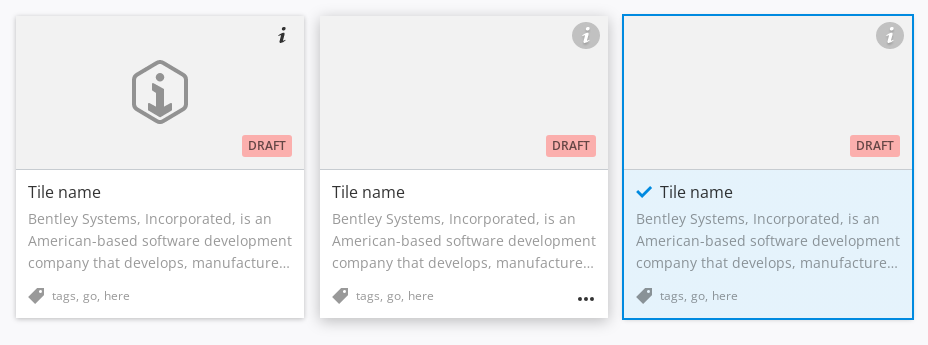 DRAFT
Tile name
Bentley Systems, Incorporated, is an
American-based software development
company that develops, manufacture...
tags, go, here
DRAFT
Tile name
Bentley Systems, Incorporated, is an
American-based software development
company that develops, manufacture...
tags, go, here
DRAFT
Tile name
Bentley Systems, Incorporated, is an
American-based software development
company that develops, manufacture...
tags, go, here